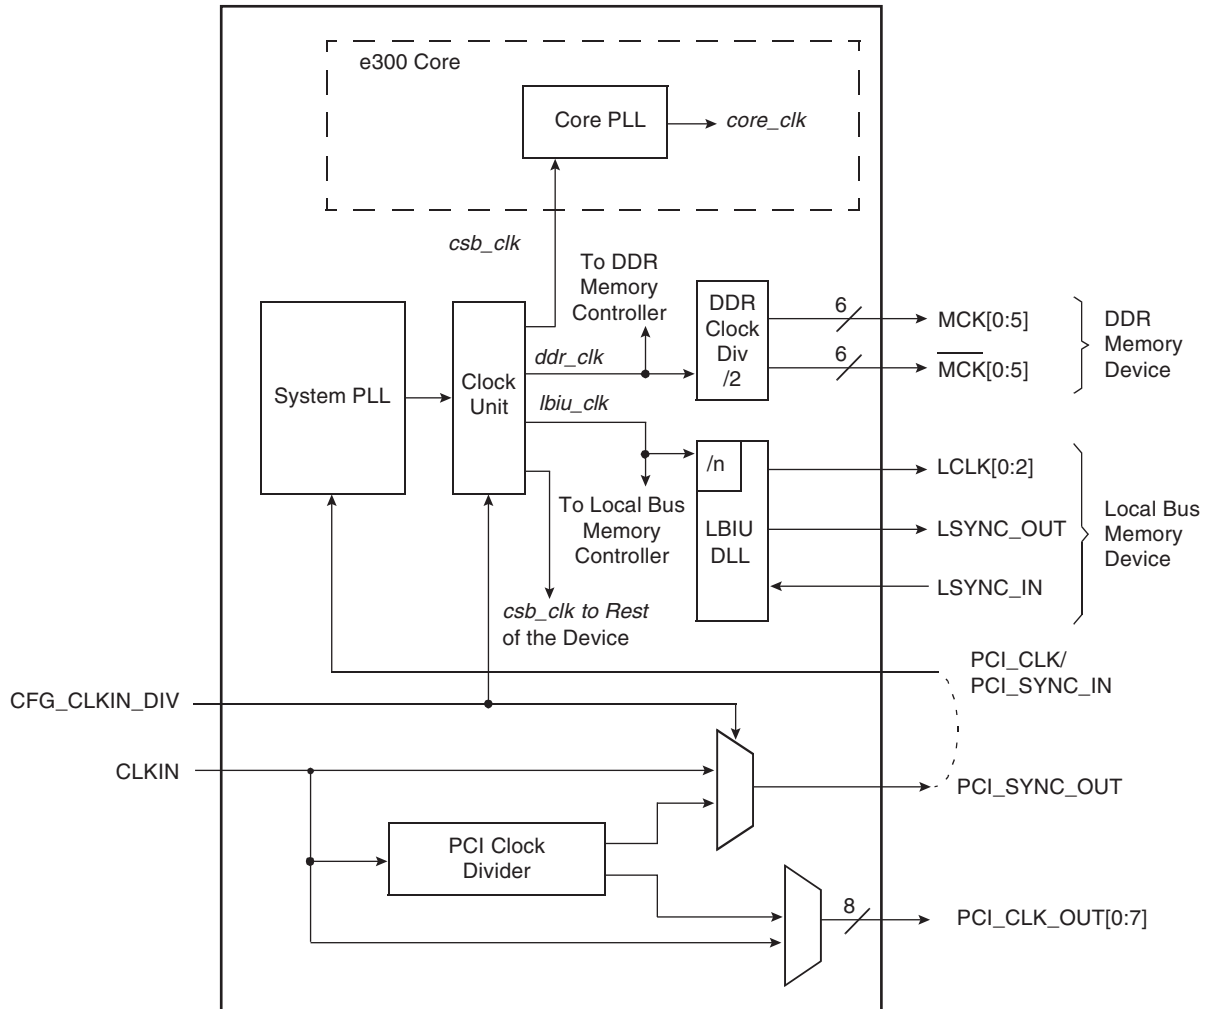 e300 Core
Core PLL
core_clk
csb_clk
To DDR
Memory
Controller
DDR
Clock
Div
/2
6
MCK[0:5]
6
MCK[0:5]
DDR
Memory
Device
System PLL
Clock
Unit
ddr_clk
lbiu_clk
/n
LBIU
DLL
LCLK[0:2]
LSYNC_OUT
LSYNC_IN
Local Bus
Memory
Device
To Local Bus
Memory
Controller
csb_clk to Rest
of the Device
PCI_CLK/
PCI_SYNC_IN
CFG_CLKIN_DIV
CLKIN
PCI_SYNC_OUT
PCI Clock
Divider
8
PCI_CLK_OUT[0:7]